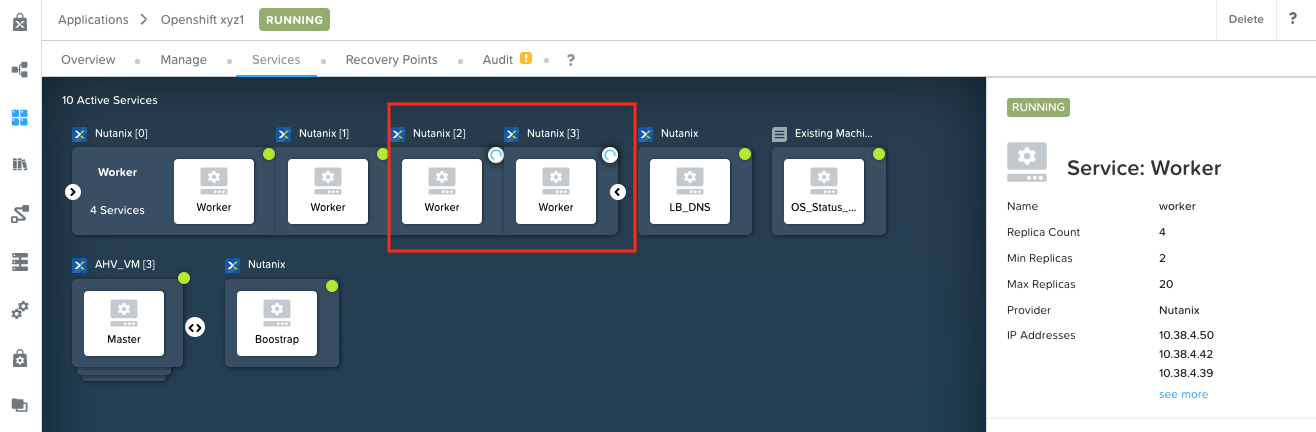 Applications > Openshift xyz1 RUNNING
Delete ?
Overview Manage Services Recovery Points Audit ! ?
10 Active Services
Nutanix [0] Nutanix [1] Nutanix [2] Nutanix [3] Nutanix Existing Machi...
Worker
4 Services
Worker Worker Worker Worker LB_DNS OS_Status_...
AHV_VM [3] Nutanix
Master Boostrap
RUNNING
Service: Worker
Name worker
Replica Count 4
Min Replicas 2
Max Replicas 20
Provider Nutanix
IP Addresses 10.38.4.50
10.38.4.42
10.38.4.39
see more